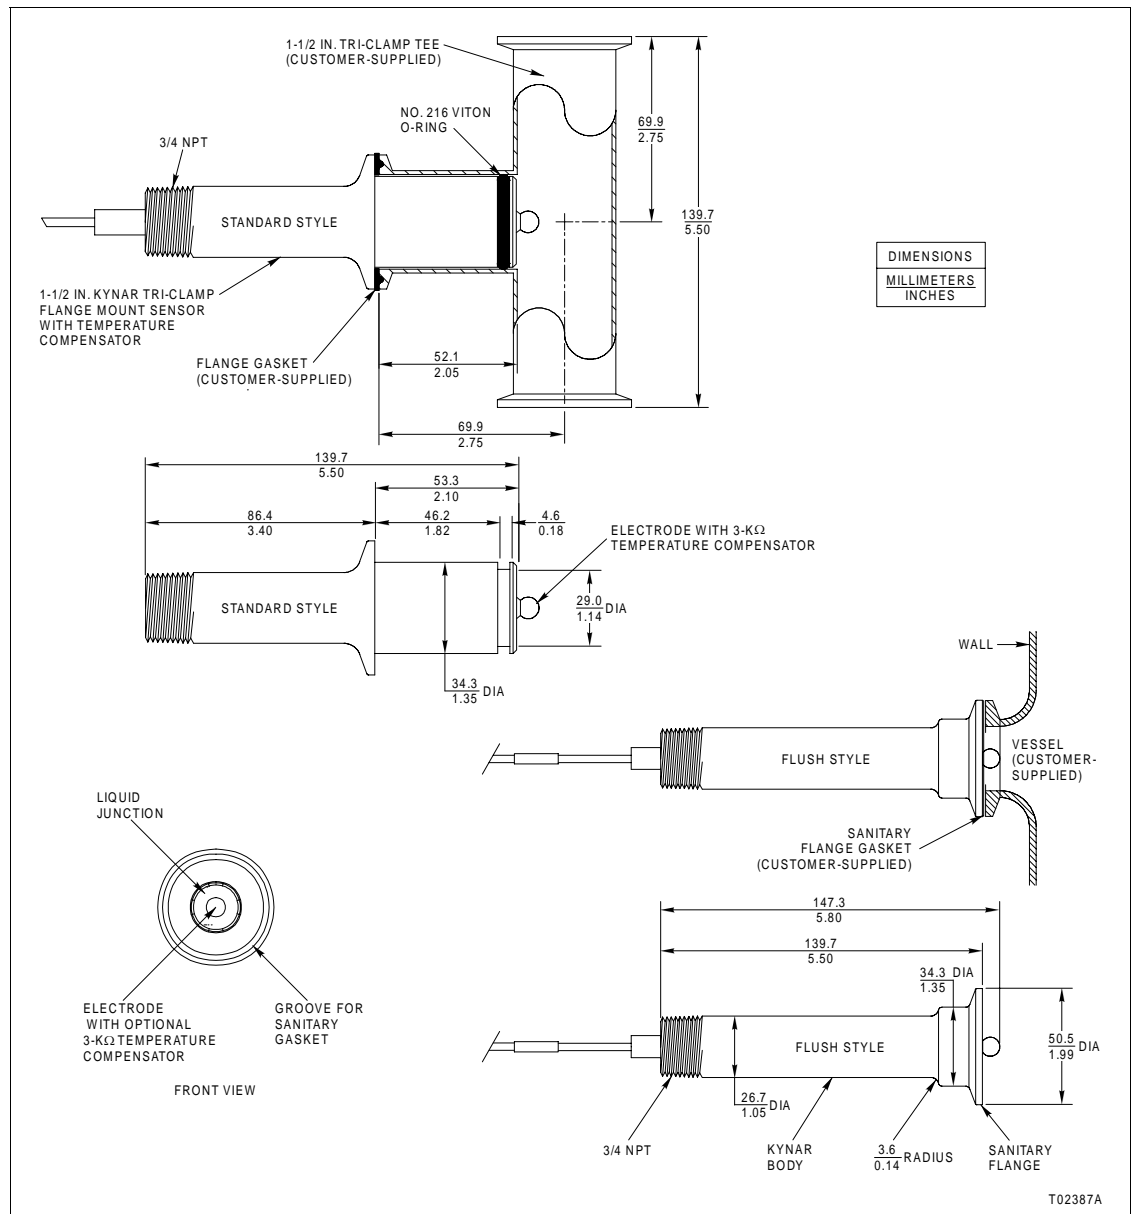 1-1/2 IN. TRI-CLAMP TEE
(CUSTOMER-SUPPLIED)
NO. 216 VITON
O-RING
3/4 NPT
69.9
2.75
139.7
5.50
STANDARD STYLE
DIMENSIONS
MILLIMETERS
INCHES
1-1/2 IN. KYNAR TRI-CLAMP
FLANGE MOUNT SENSOR
WITH TEMPERATURE
COMPENSATOR
FLANGE GASKET
(CUSTOMER-SUPPLIED)
52.1
2.05
69.9
2.75
139.7
5.50
53.3
2.10
86.4
3.40
46.2
1.82
4.6
0.18
ELECTRODE WITH 3-KΩ
TEMPERATURE COMPENSATOR
STANDARD STYLE
29.0
1.14 DIA
34.3
1.35 DIA
WALL
FLUSH STYLE
VESSEL
(CUSTOMER-
SUPPLIED)
SANITARY
FLANGE GASKET
(CUSTOMER-SUPPLIED)
LIQUID
JUNCTION
ELECTRODE
WITH OPTIONAL
3-KΩ TEMPERATURE
COMPENSATOR
GROOVE FOR
SANITARY
GASKET
FRONT VIEW
147.3
5.80
139.7
5.50
34.3 DIA
1.35
FLUSH STYLE
50.5
1.99 DIA
26.7
1.05 DIA
3/4 NPT
KYNAR
BODY
3.6
0.14 RADIUS
SANITARY
FLANGE
T02387A